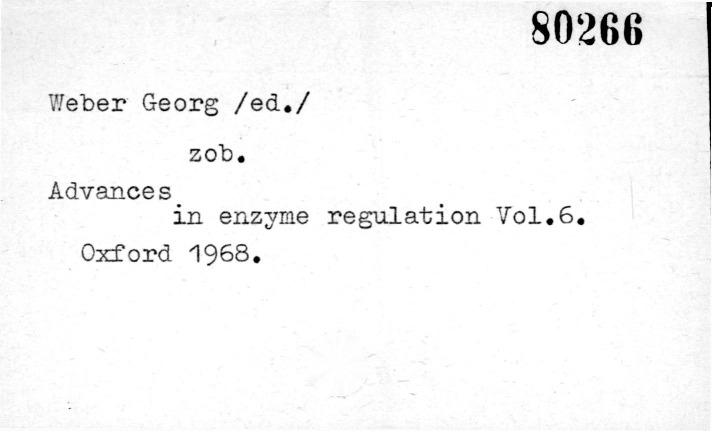 80266
Weber Georg /ed./
zob.
Advances
in enzyme regulation Vol.6.
Oxford 1968.